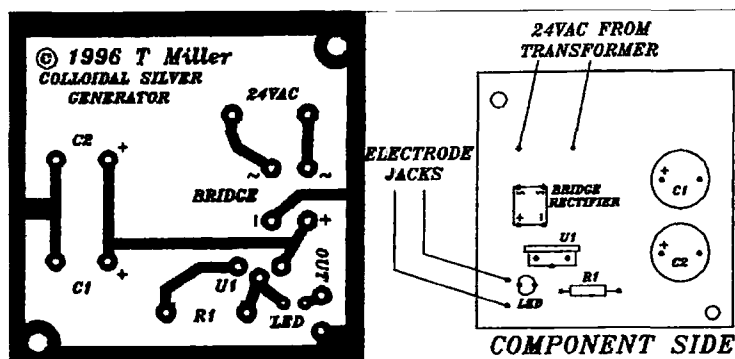 © 1996 T Miller
COLLOIDAL SILVER
GENERATOR
24VAC
C2
+
~ ~
BRIDGE
- +
OUT
C1
+
U1
R1
LED
24VAC FROM
TRANSFORMER
ELECTRODE
JACKS
~ ~
BRIDGE
RECTIFIER
+ -
+
C1
U1
+
C2
R1
LED
COMPONENT SIDE